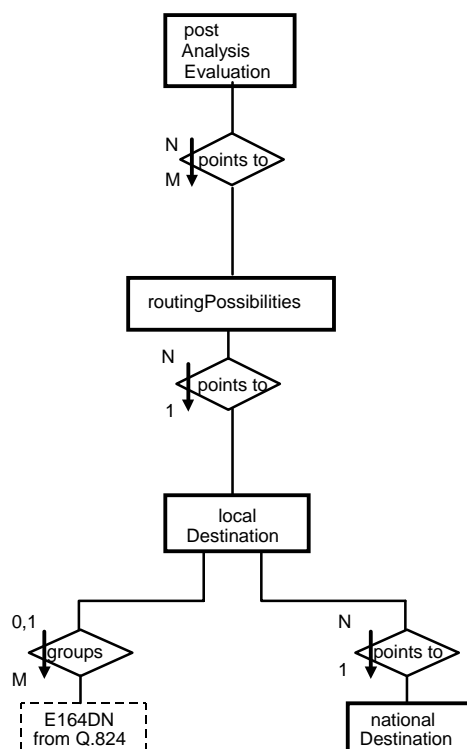 post
Analysis
Evaluation
N
points to
M
routingPossibilities
N
points to
1
local
Destination
0,1
groups
M
N
points to
1
E164DN
from Q.824
national
Destination